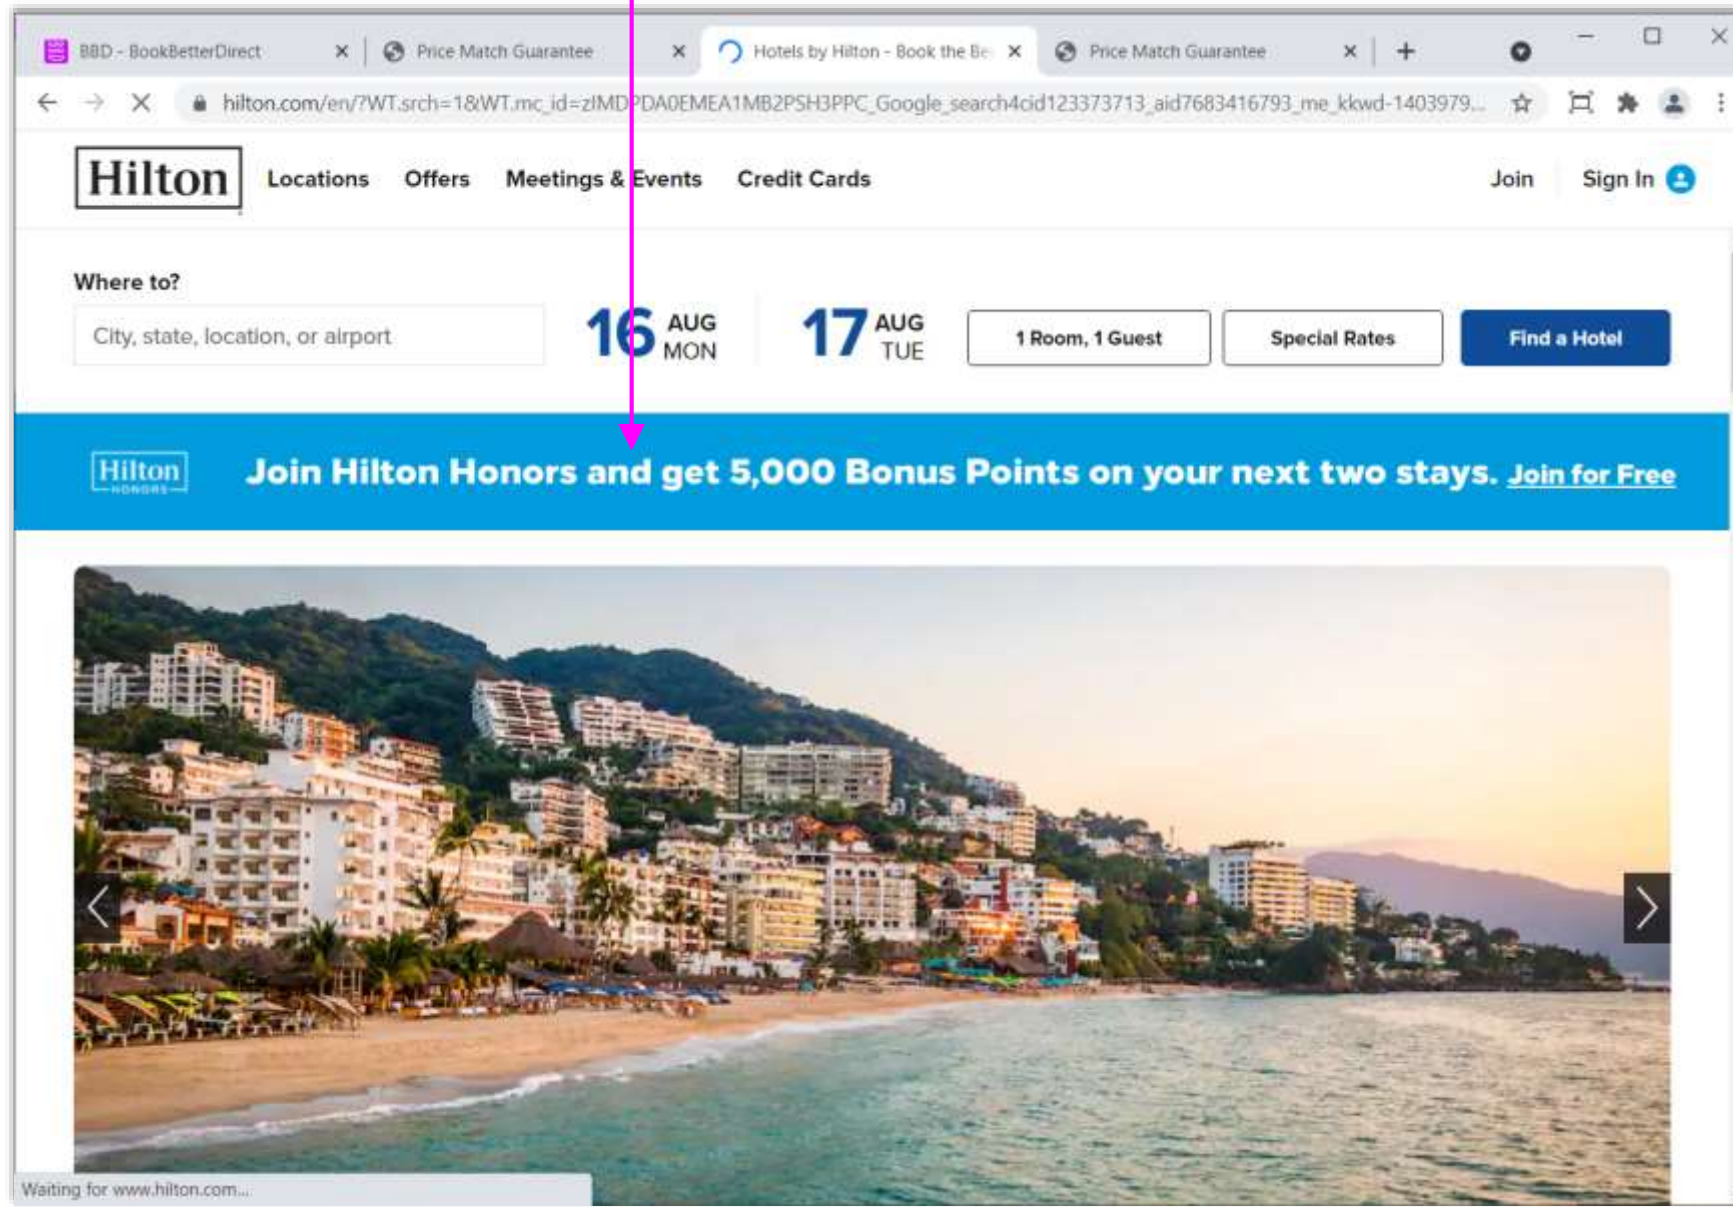 BBD - BookBetterDirect
Price Match Guarantee
Hotels by Hilton - Book the Be
Price Match Guarantee
hilton.com/en/?WT.srch=1&WT.mc_id=zIMDPDA0EMEA1MB2PSH3PPC_Google_search4cid123373713_aid7683416793_me_kkwd-1403979...
Hilton Locations Offers Meetings & Events Credit Cards Join Sign In
Where to?
City, state, location, or airport
16 AUG MON
17 AUG TUE
1 Room, 1 Guest
Special Rates
Find a Hotel
Hilton HONORS
Join Hilton Honors and get 5,000 Bonus Points on your next two stays. Join for Free
Waiting for www.hilton.com...